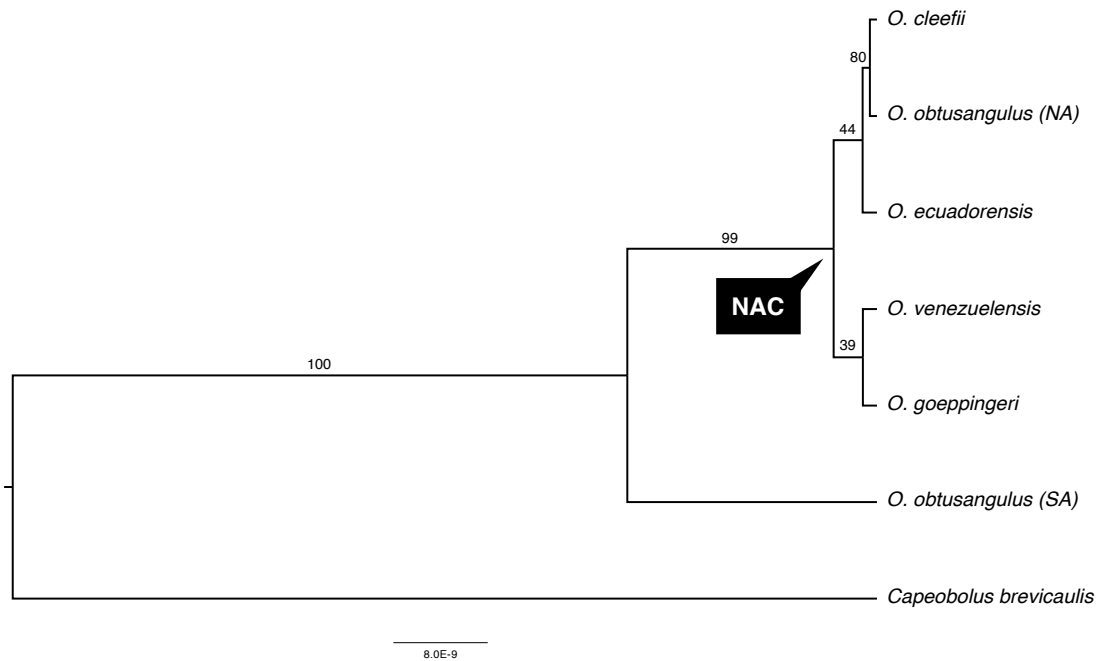 O. cleefii
80
O. obtusangulus (NA)
44
O. ecuadorensis
99
NAC
O. venezuelensis
39
100
O. goeppingeri
O. obtusangulus (SA)
Capeobolus brevicaulis
8.0E-9